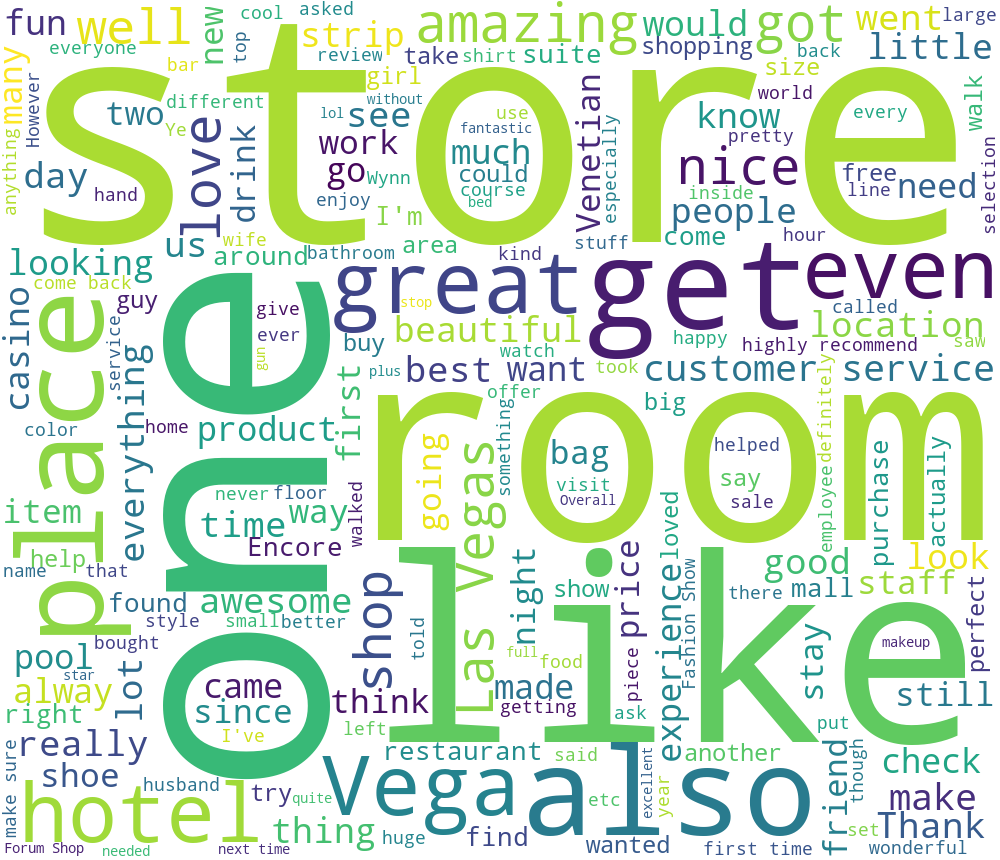 fun
well
new
cool
asked
amazing
got
went
large
everyone
top
strip
review
take
shirt
suite
would
shopping
back
little
many
However
bar
girl
size
store
two
different
Ye
love
drink
lol
without
see
work
go
Wynn
use
fantastic
much
could
course
bed
Venetian
especially
know
world
pretty
every
walk
nice
free
line
need
selection
anything
day
hand
enjoy
I'm
people
inside
us
wife
around
bathroom
area
kind
stuff
come
hour
looking
come back
guy
give
ever
gun
great
stop
get
even
called
casino
place
service
one
buy
beautiful
watch
happy
highly recommend
location
saw
plus
best
want
took
customer service
color
home
product
first
offer
big
everything
going
Las Vegas
something
room
bag
visit
Overall
helped
say
sale
definitely
employee
purchase
actually
item
never
floor
time
way
walked
Encore
help
name
that
found
awesome
shop
night
show
price
loved
experience
good
there
mall
look
staff
perfect
style
small
better
told
like
bought
pool
star
full
food
piece
Fashion Show
stay
makeup
still
alway
lot
came
since
think
made
getting
right
I've
left
ask
put
really
restaurant
said
another
friend
though
check
make sure
shoe
husband
try
quite
Vega
also
excellent
year
etc
make
hotel
thing
huge
find
wanted
set
Thank
Forum Shop
needed
next time
first time
wonderful